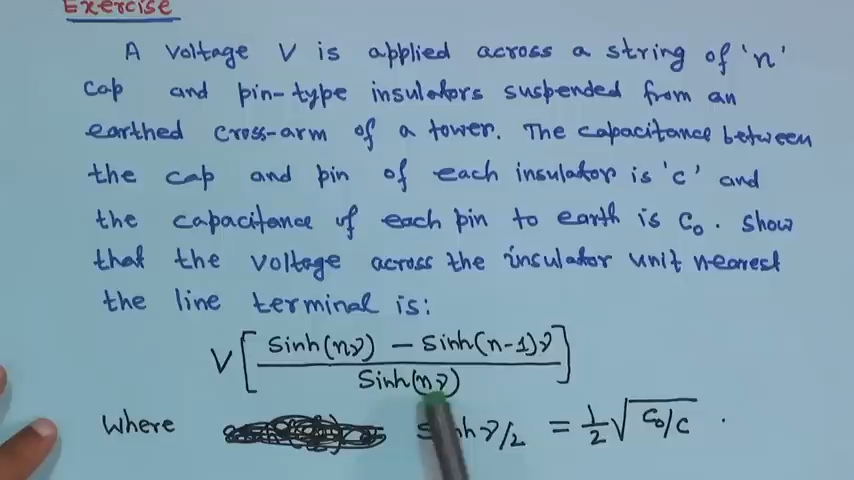 Exercise
A voltage V is applied across a string of 'n'
cap and pin-type insulators suspended from an
earthed cross-arm of a tower. The capacitance between
the cap and pin of each insulator is 'c' and
the capacitance of each pin to earth is C₀. Show
that the voltage across the insulator unit nearest
the line terminal is:
V[ (Sinh(nγ) - Sinh(n-1)γ) / Sinh(nγ) ]
Where Sinh γ/2 = 1/2 √(C₀/C) .